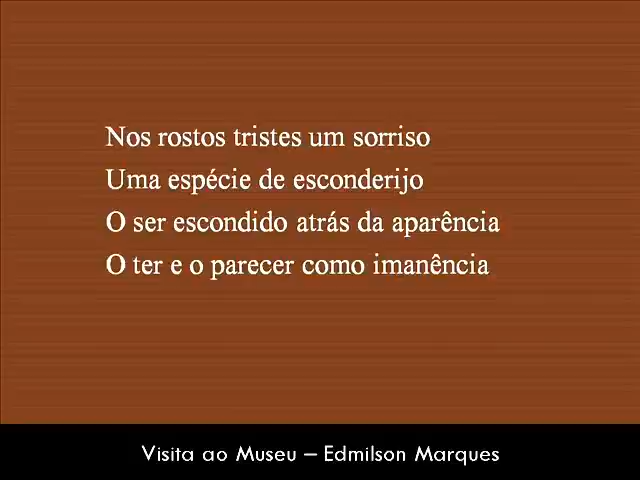 Nos rostos tristes um sorriso
Uma espécie de esconderijo
O ser escondido atrás da aparência
O ter e o parecer como imanência
Visita ao Museu – Edmilson Marques